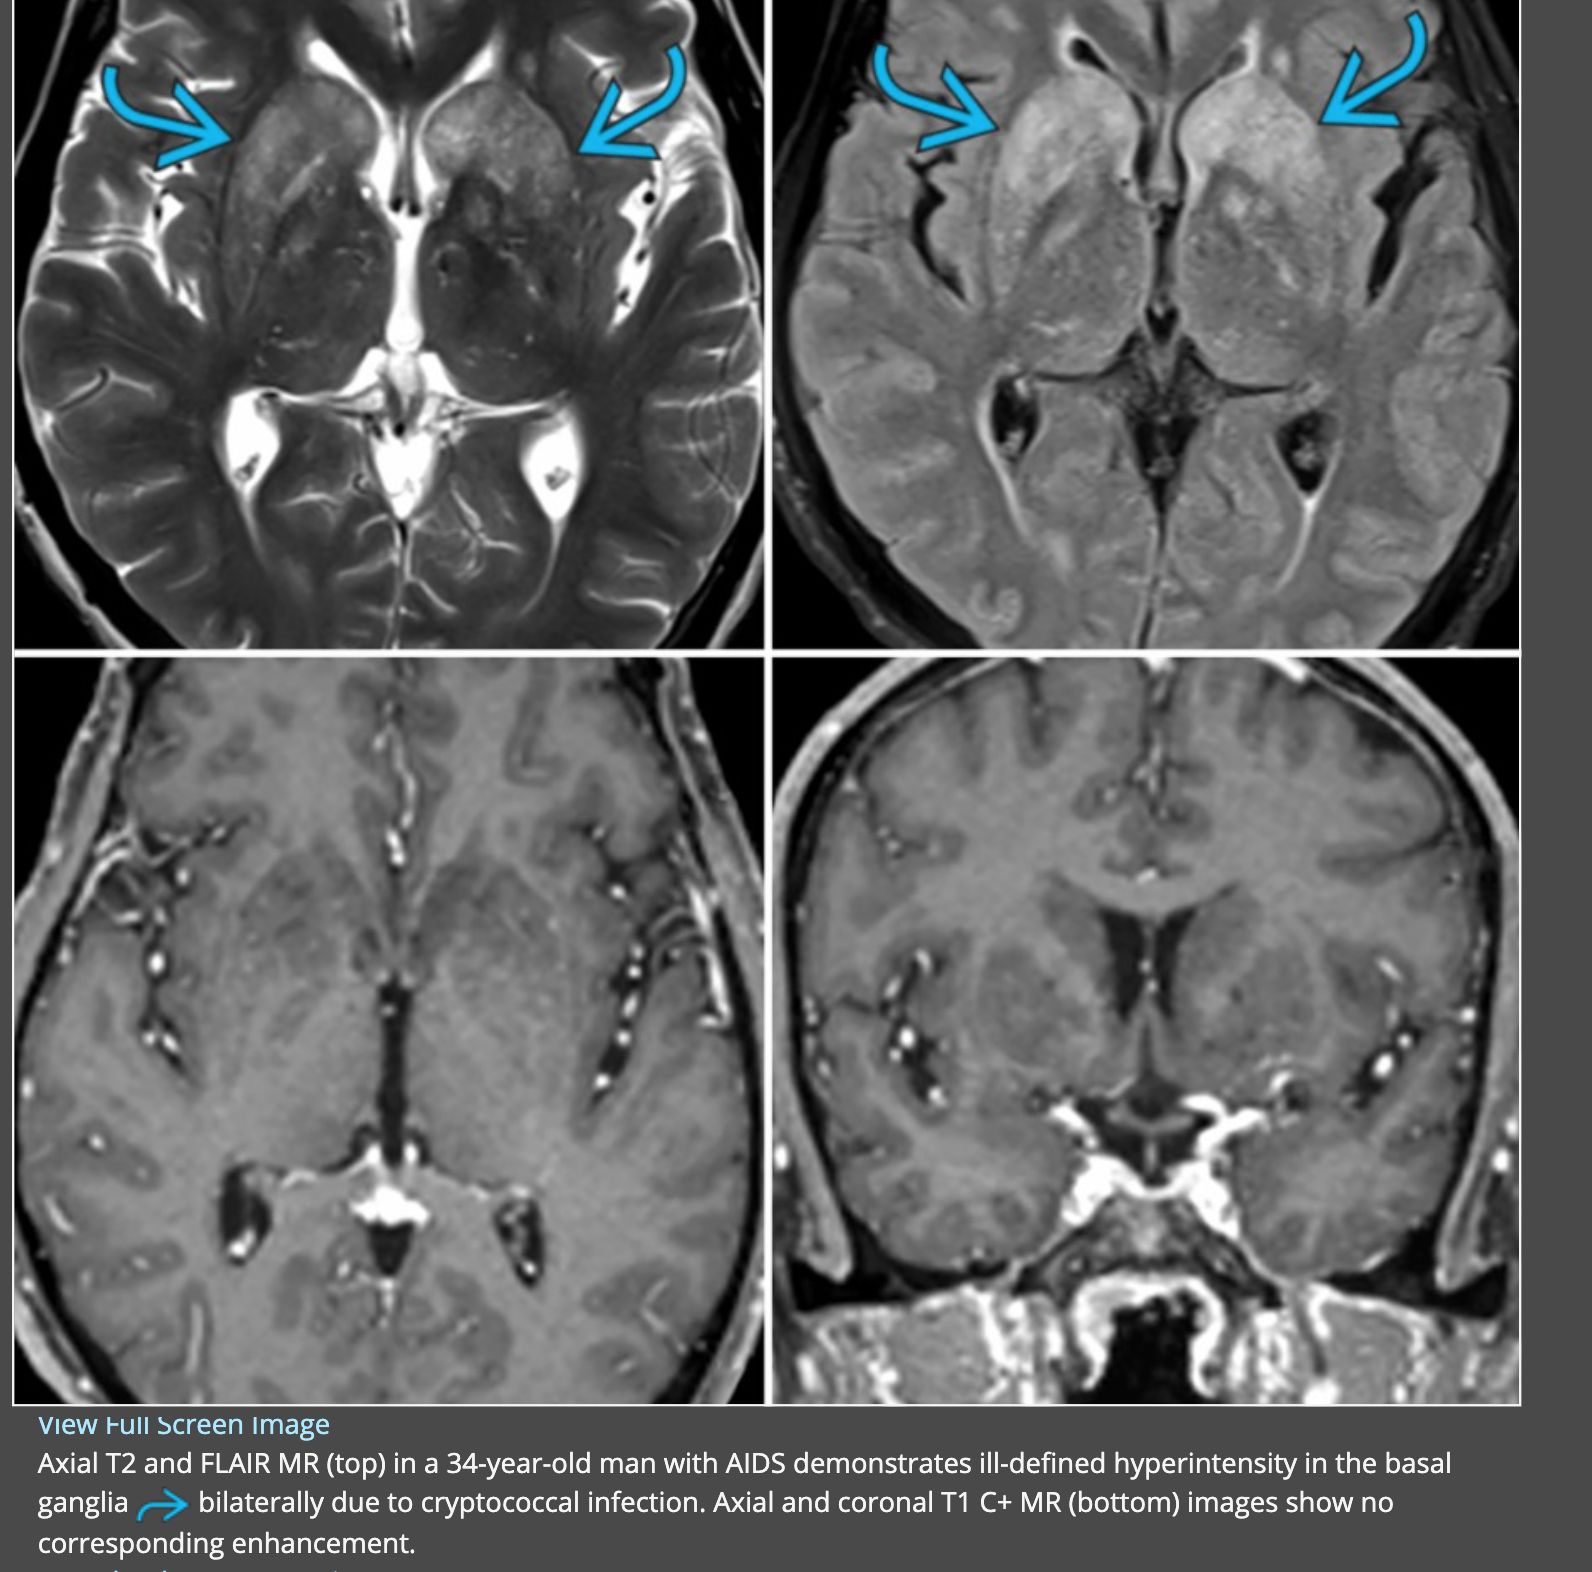 View Full Screen Image
Axial T2 and FLAIR MR (top) in a 34-year-old man with AIDS demonstrates ill-defined hyperintensity in the basal
ganglia bilaterally due to cryptococcal infection. Axial and coronal T1 C+ MR (bottom) images show no
corresponding enhancement.